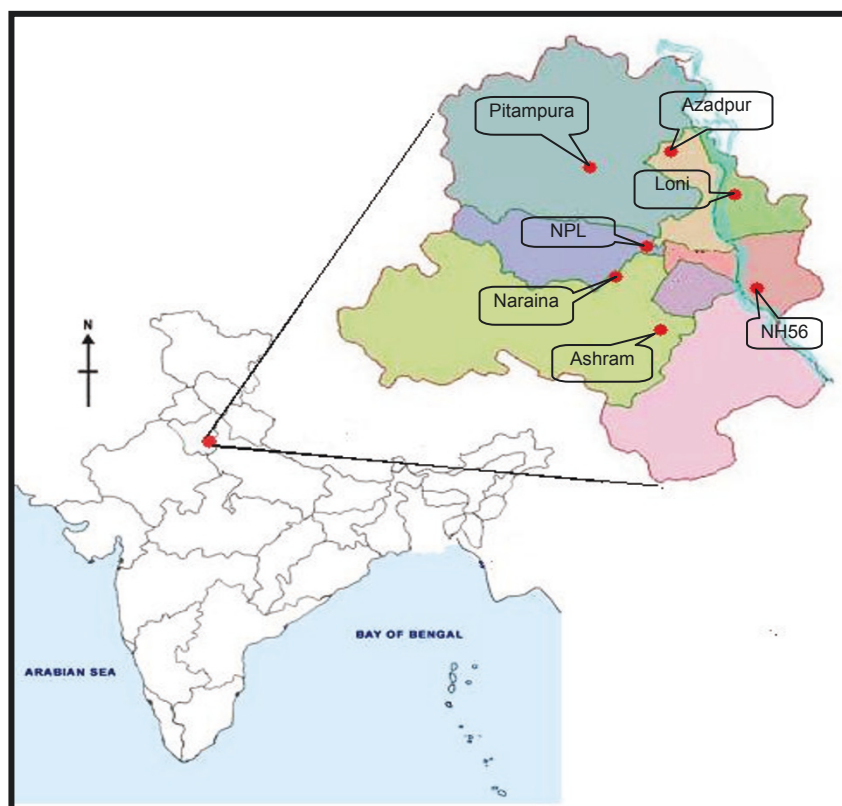 Azadpur
Pitampura
Loni
NPL
Naraina
NH56
Ashram
N
BAY OF BENGAL
ARABIAN SEA